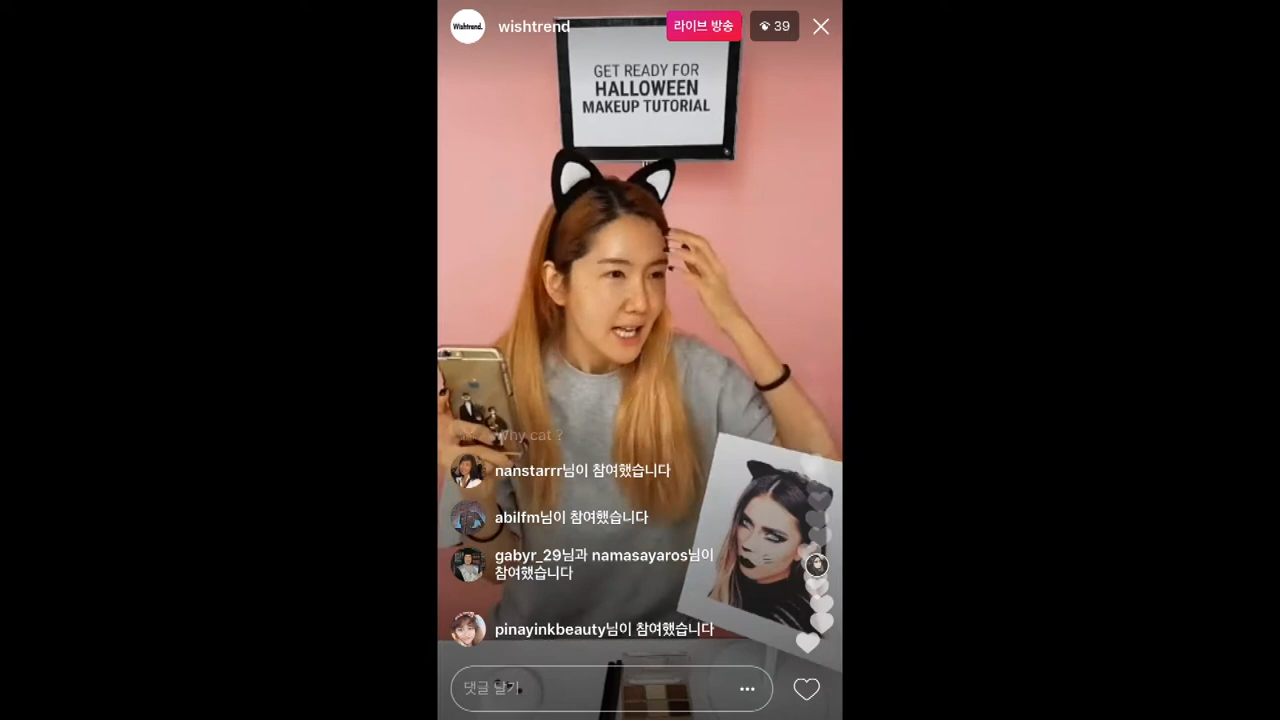 Wishtrend.
wishtrend
라이브 방송
39
GET READY FOR
HALLOWEEN
MAKEUP TUTORIAL
Why cat ?
nanstarrr님이 참여했습니다
abilfm님이 참여했습니다
gabyr_29님과 namasayaros님이
참여했습니다
pinayinkbeauty님이 참여했습니다
댓글 달기